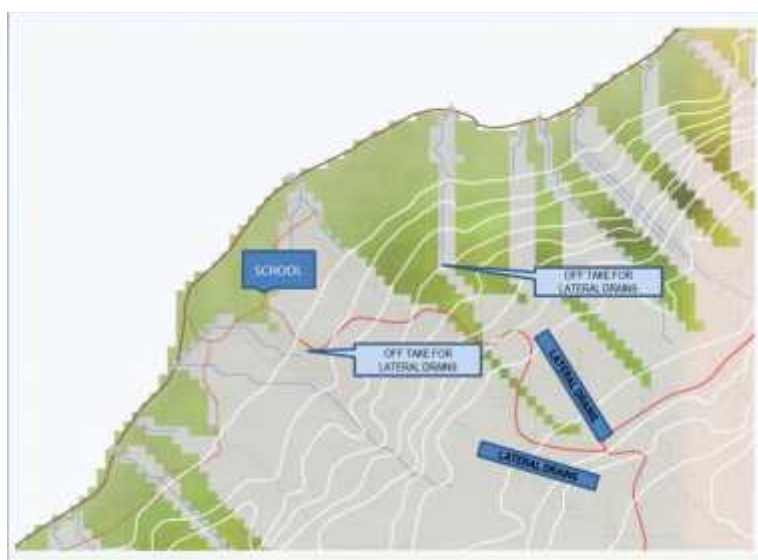 SCHOOL
OFF TAKE FOR
LATERAL DRAINS
OFF TAKE FOR
LATERAL DRAINS
LATERAL DRAINS
LATERAL DRAINS